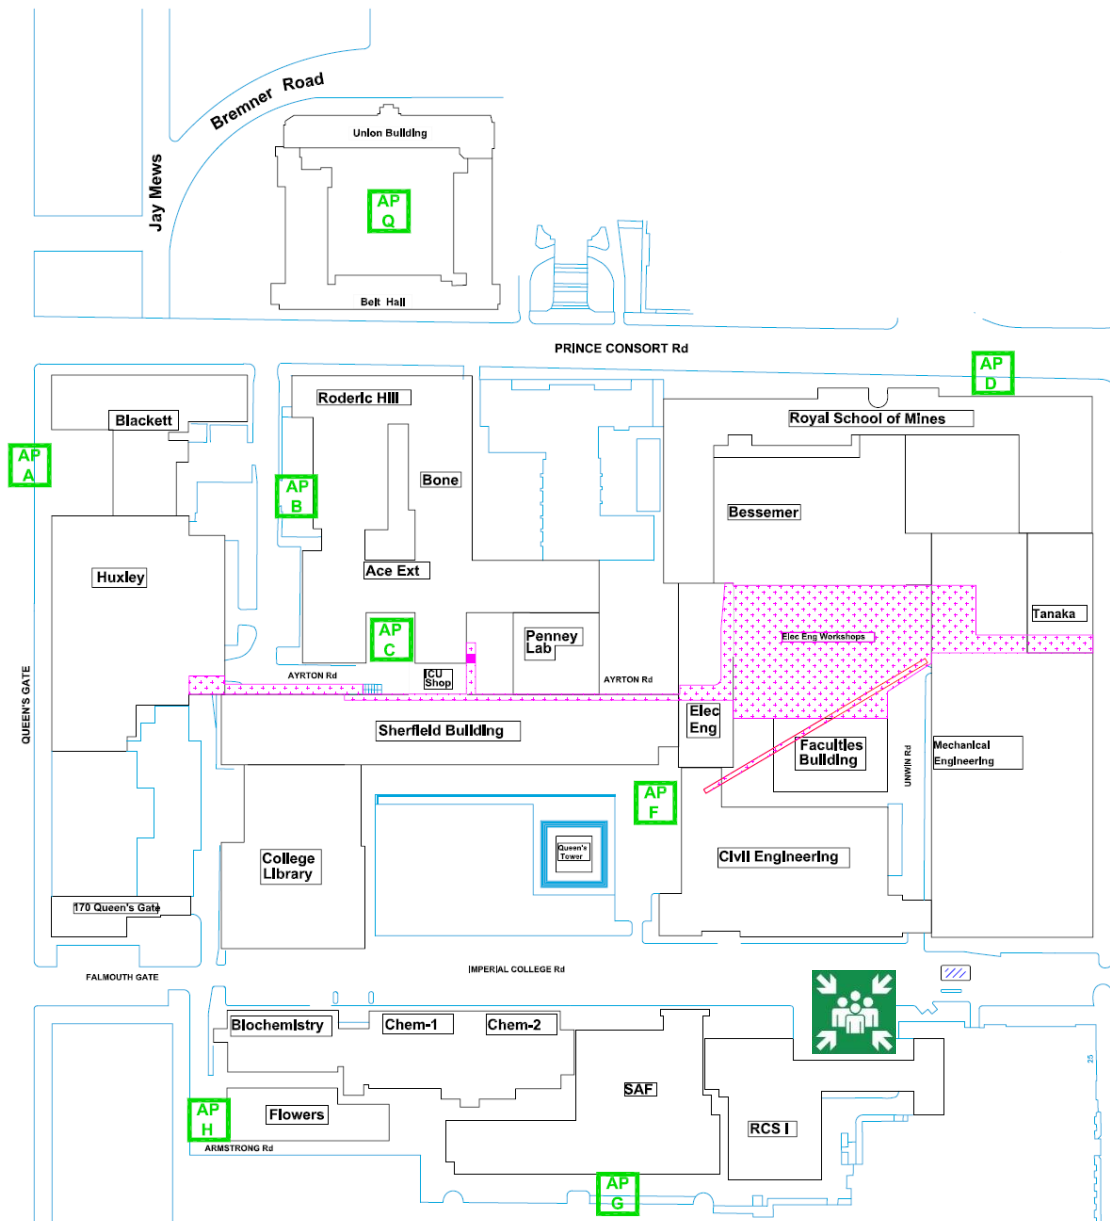 Bremner Road
Jay Mews
Union Building
AP
Q
Belt Hall
PRINCE CONSORT Rd
AP
D
Roderic Hill
Blackett
Royal School of Mines
AP
A
AP
B
Bone
Bessemer
Huxley
Ace Ext
AP
C
Penney
Lab
Elec Eng Workshops
Tanaka
AYRTON Rd
ICU
Shop
AYRTON Rd
QUEEN'S GATE
Sherfield Building
Elec
Eng
Faculties
Building
UNWIN Rd
Mechanical
Engineering
AP
F
College
Library
Queen's
Tower
Civil Engineering
170 Queen's Gate
FALMOUTH GATE
IMPERIAL COLLEGE Rd
Biochemistry
Chem-1
Chem-2
SAF
25
AP
H
Flowers
RCS I
ARMSTRONG Rd
AP
G